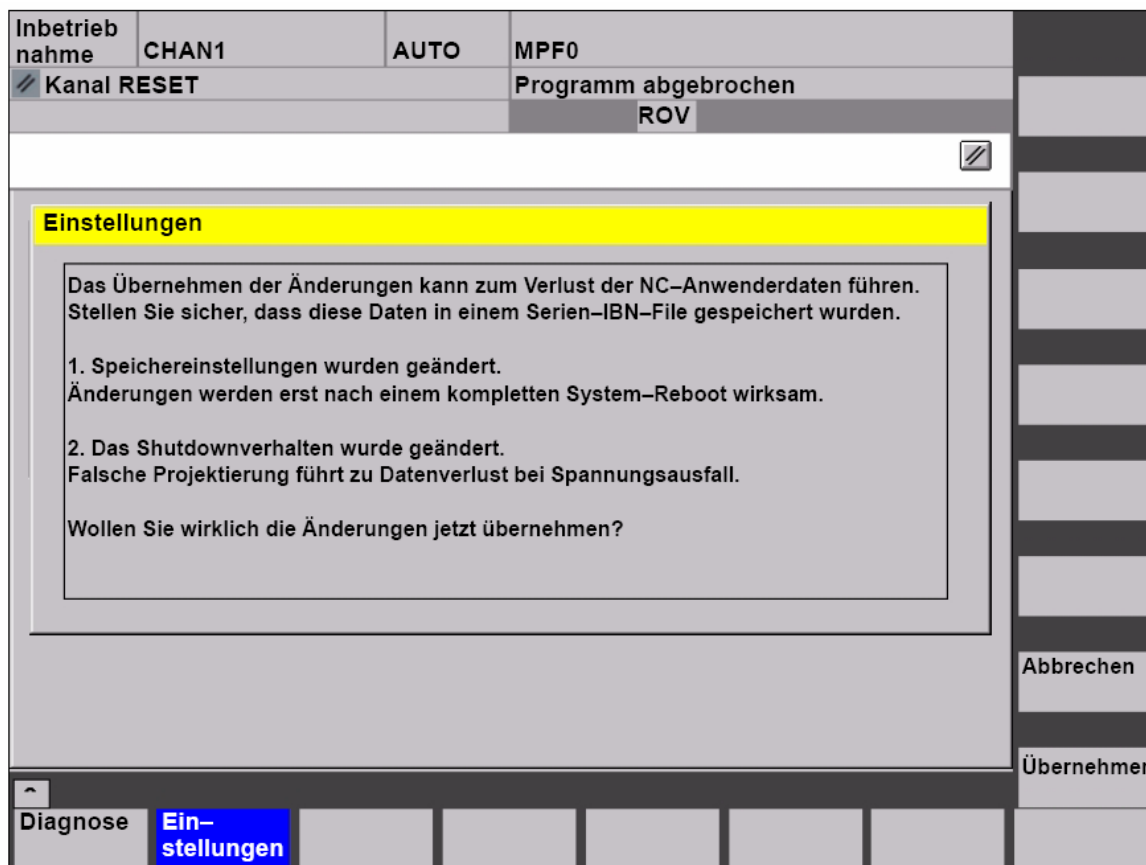 Inbetrieb
nahme
CHAN1
AUTO
MPF0
Kanal RESET
Programm abgebrochen
ROV
Einstellungen
Das Übernehmen der Änderungen kann zum Verlust der NC–Anwenderdaten führen.
Stellen Sie sicher, dass diese Daten in einem Serien–IBN–File gespeichert wurden.
1. Speichereinstellungen wurden geändert.
Änderungen werden erst nach einem kompletten System–Reboot wirksam.
2. Das Shutdownverhalten wurde geändert.
Falsche Projektierung führt zu Datenverlust bei Spannungsausfall.
Wollen Sie wirklich die Änderungen jetzt übernehmen?
Abbrechen
Übernehmen
Diagnose
Ein–
stellungen